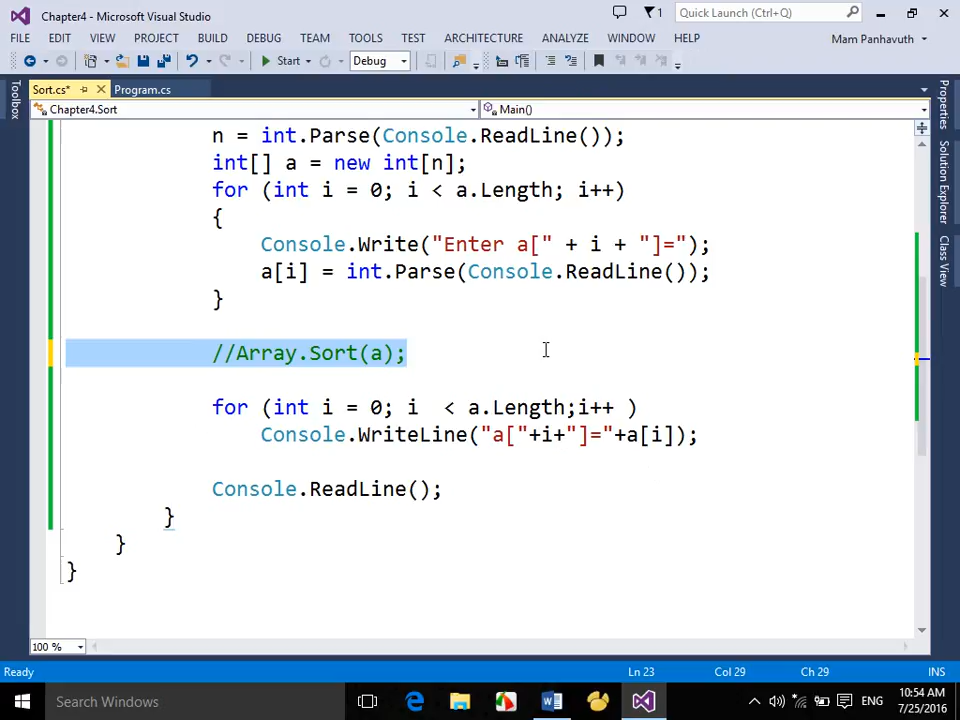 Chapter4 - Microsoft Visual Studio
1
Quick Launch (Ctrl+Q)
FILE EDIT VIEW PROJECT BUILD DEBUG TEAM TOOLS TEST ARCHITECTURE ANALYZE WINDOW HELP
Mam Panhavuth
Start
Debug
Sort.cs*
Program.cs
Chapter4.Sort
Main()
Toolbox
Properties
Solution Explorer
Class View
n = int.Parse(Console.ReadLine());
int[] a = new int[n];
for (int i = 0; i < a.Length; i++)
{
Console.Write("Enter a[" + i + "]=");
a[i] = int.Parse(Console.ReadLine());
}
//Array.Sort(a);
for (int i = 0; i  < a.Length;i++ )
Console.WriteLine("a["+i+"]="+a[i]);
Console.ReadLine();
}
}
}
100 %
Ready
Ln 23
Col 29
Ch 29
INS
Search Windows
ENG
10:54 AM
7/25/2016